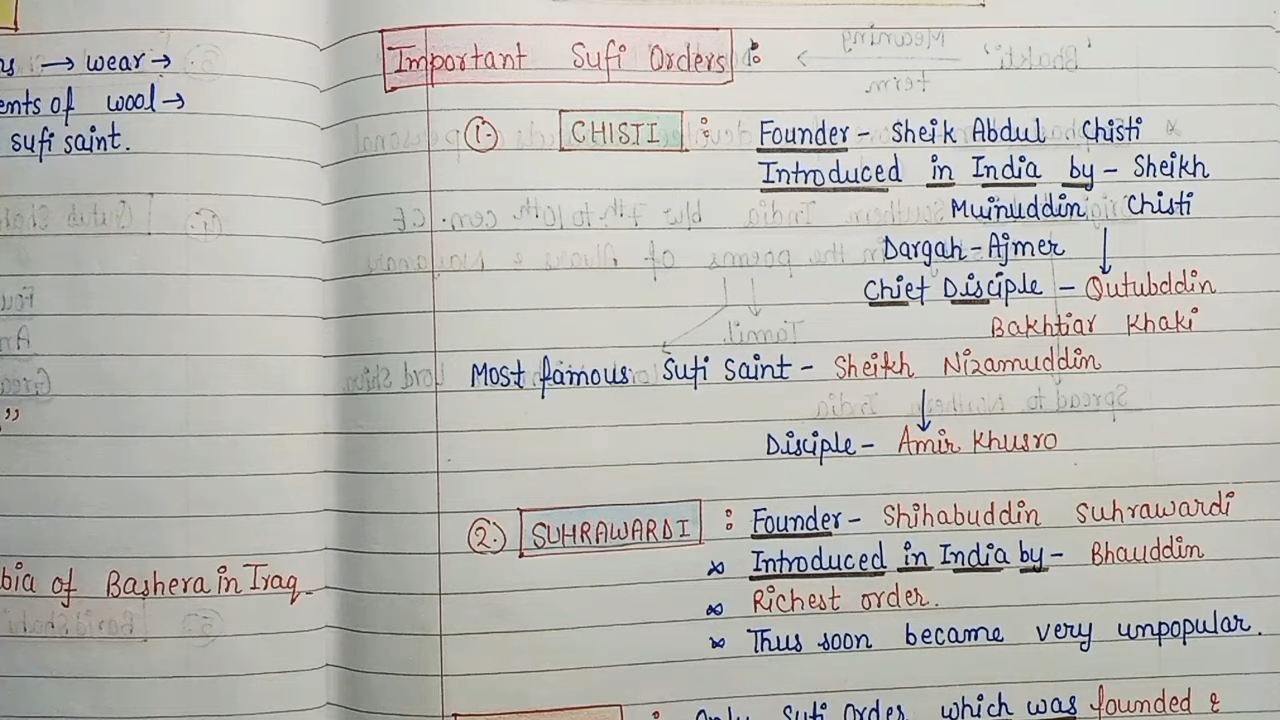 → wear →
ents of wool →
sufi saint.
”
bia of Bashera in Iraq.
Important Sufi Orders :
①. CHISTI : Founder - Sheik Abdul Chisti
Introduced in India by - Sheikh
Muinuddin Chisti
Dargah - Ajmer ↓
Chief Disciple - Qutubddin
Bakhtiar Khaki
Most famous Sufi saint - Sheikh Nizamuddin
↓
Disciple - Amir Khusro
②. SUHRAWARDI : Founder - Shihabuddin Suhrawardi
Introduced in India by - Bhauddin
Richest order.
Thus soon became very unpopular.
: Only Sufi Order which was founded &